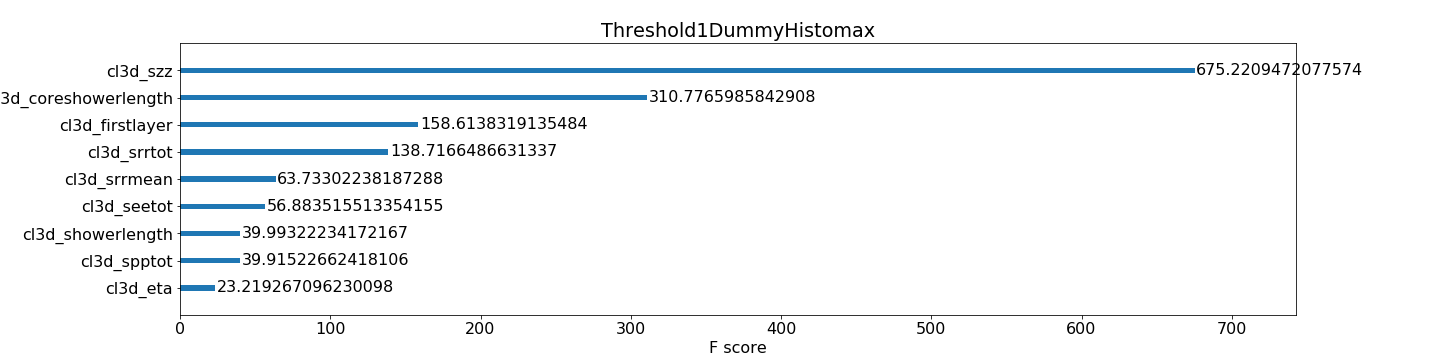 Threshold1DummyHistomax
cl3d_szz 675.2209472077574
3d_coreshowerlength 310.7765985842908
cl3d_firstlayer 158.6138319135484
cl3d_srrtot 138.7166486631337
cl3d_srrmean 63.73302238187288
cl3d_seetot 56.883515513354155
cl3d_showerlength 39.99322234172167
cl3d_spptot 39.91522662418106
cl3d_eta 23.219267096230098
0 100 200 300 400 500 600 700
F score